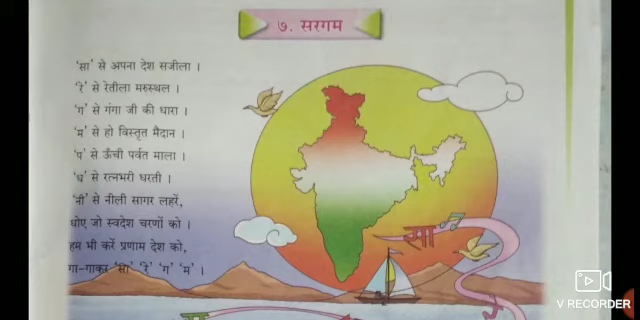 ७. सरगम
'सा' से अपना देश सजीला ।
'रे' से रेतीला मरुस्थल ।
'ग' से गंगा जी की धारा ।
'म' से हो विस्तृत मैदान ।
'प' से ऊँची पर्वत माला ।
'ध' से रत्नभरी धरती ।
'नी' से नीली सागर लहरें,
धोए जो स्वदेश चरणों को ।
हम भी करें प्रणाम देश को,
गा-गाकर 'सा' 'रे' 'ग' 'म' ।
सा
V RECORDER